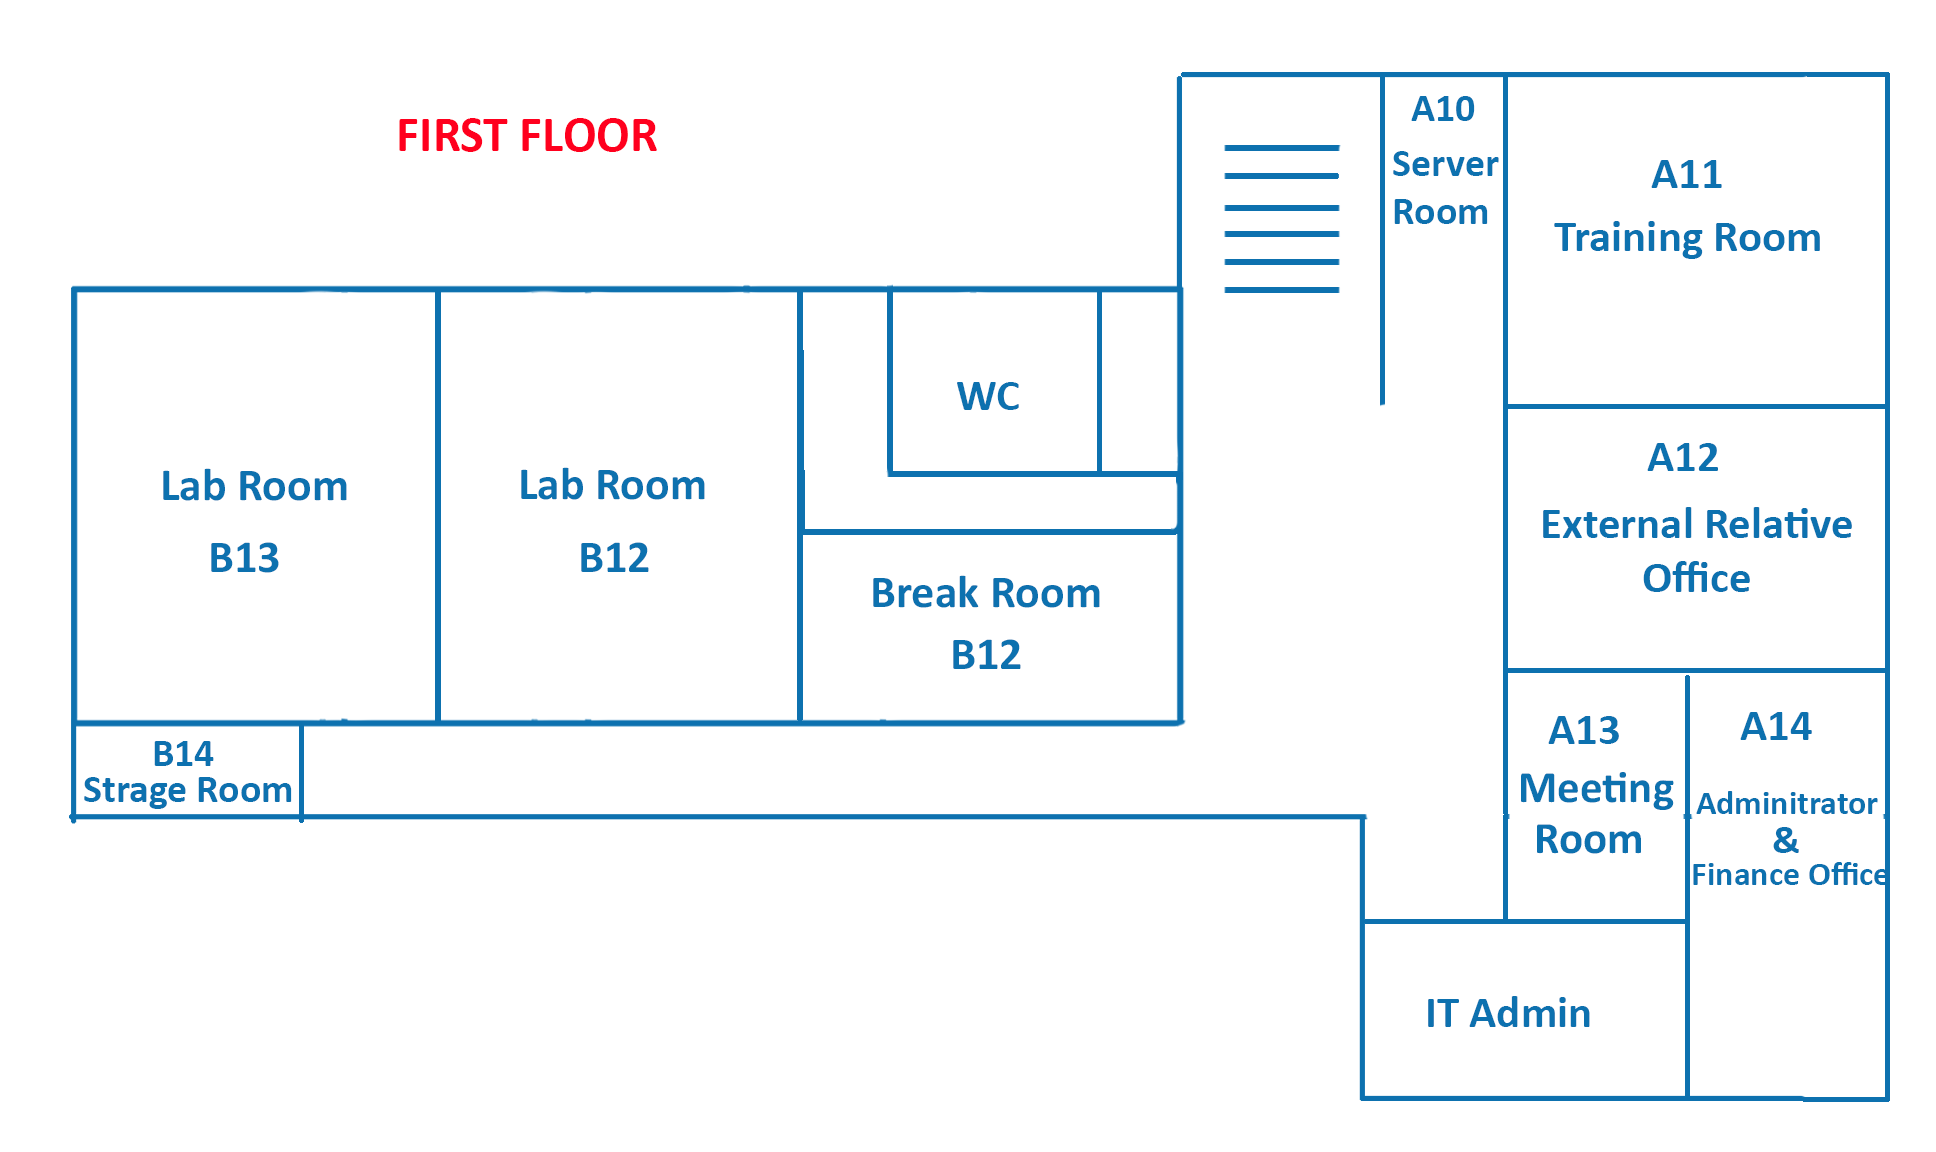 FIRST FLOOR
A10
Server
Room
A11
Training Room
WC
Lab Room
B13
Lab Room
B12
Break Room
B12
A12
External Relative
Office
B14
Strage Room
A13
Meeting
Room
A14
Adminitrator
&
Finance Office
IT Admin